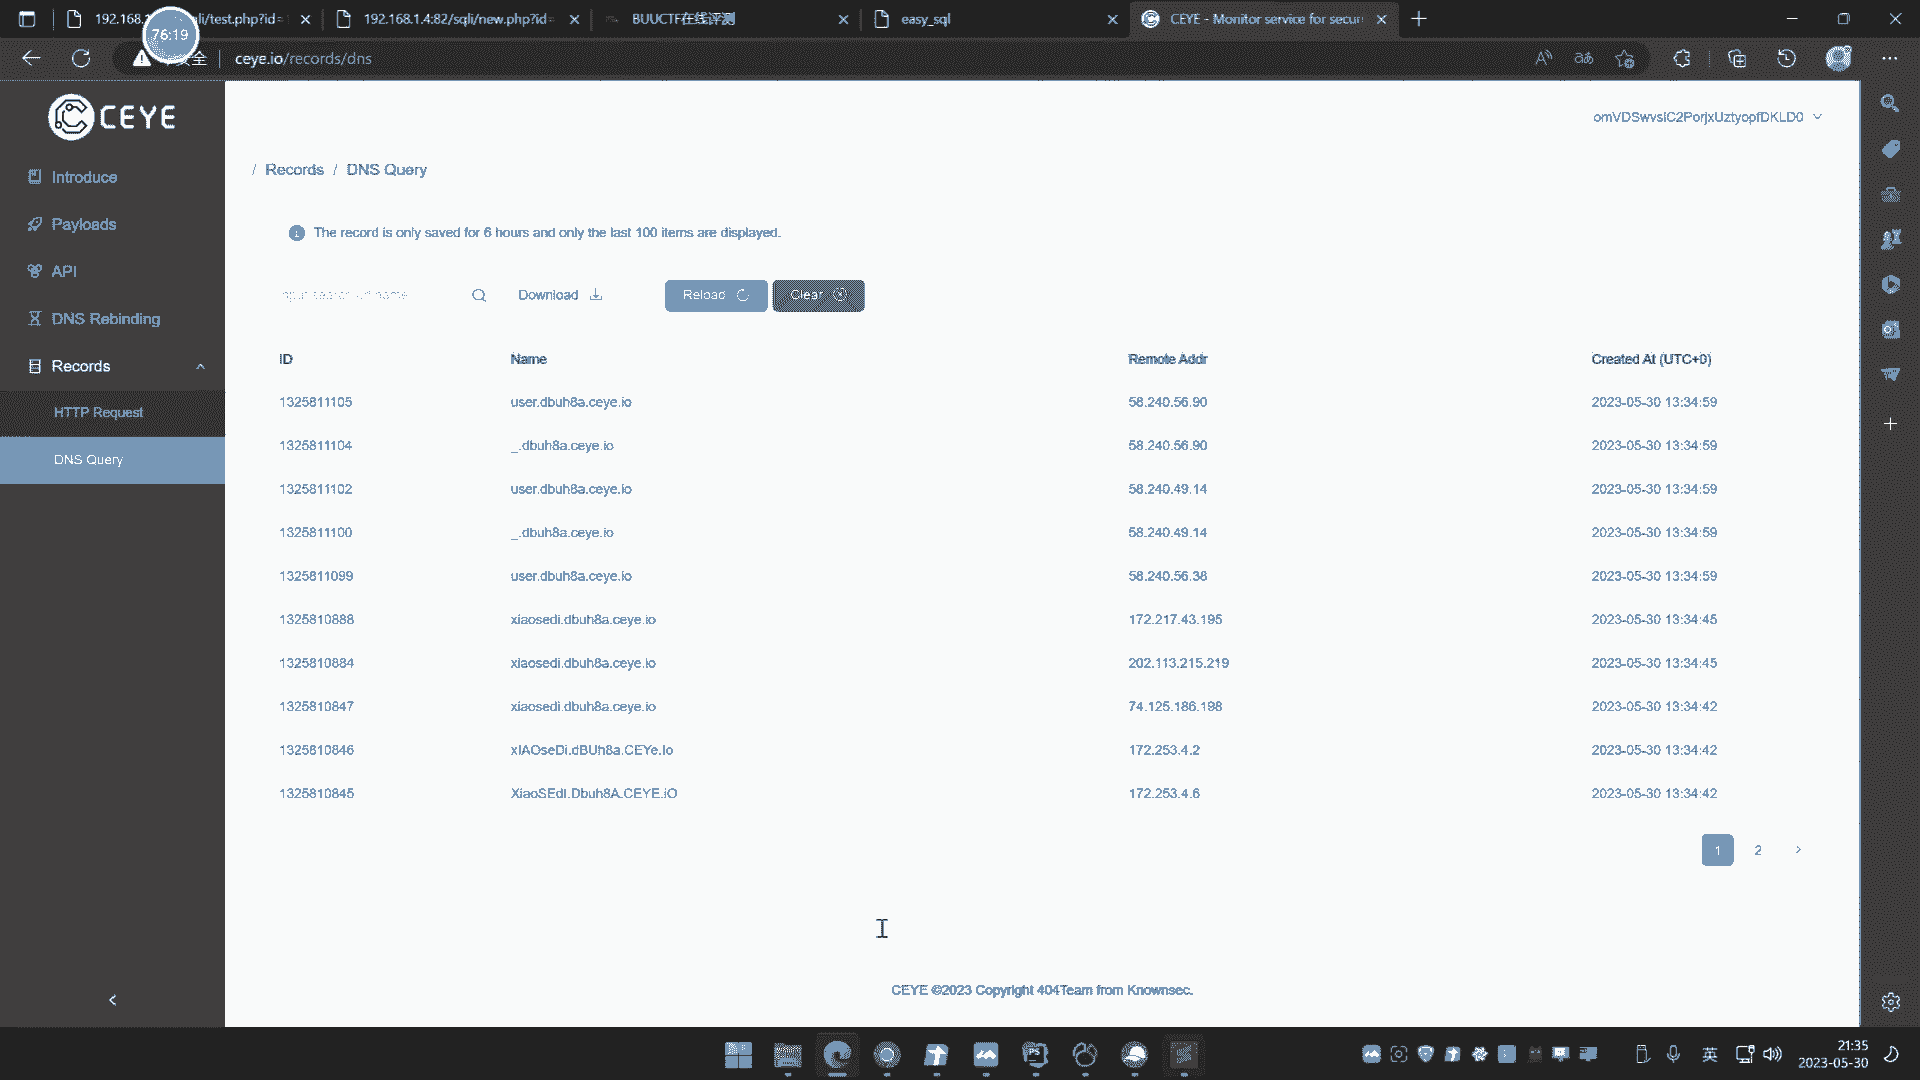 192.168.1
li/test.php?id=
192.168.1.4:82/sqli/new.php?id=
BUUCTF在线评测
easy_sql
CEYE - Monitor service for secur
76:19
全
ceye.io/records/dns
CEYE
omVDSwvsiC2PorjxUztyopfDKLD0
Introduce
/ Records / DNS Query
Payloads
The record is only saved for 6 hours and only the last 100 items are displayed.
API
input search url name
Download
Reload
Clear
DNS Rebinding
Records
ID Name Remote Addr Created At (UTC+0)
HTTP Request
DNS Query
1325811105 user.dbuh8a.ceye.io 58.240.56.90 2023-05-30 13:34:59
1325811104 _.dbuh8a.ceye.io 58.240.56.90 2023-05-30 13:34:59
1325811102 user.dbuh8a.ceye.io 58.240.49.14 2023-05-30 13:34:59
1325811100 _.dbuh8a.ceye.io 58.240.49.14 2023-05-30 13:34:59
1325811099 user.dbuh8a.ceye.io 58.240.56.38 2023-05-30 13:34:59
1325810888 xiaosedi.dbuh8a.ceye.io 172.217.43.195 2023-05-30 13:34:45
1325810884 xiaosedi.dbuh8a.ceye.io 202.113.215.219 2023-05-30 13:34:45
1325810847 xiaosedi.dbuh8a.ceye.io 74.125.186.198 2023-05-30 13:34:42
1325810846 xIAOseDi.dBUh8a.CEYe.Io 172.253.4.2 2023-05-30 13:34:42
1325810845 XiaoSEdI.Dbuh8A.CEYE.iO 172.253.4.6 2023-05-30 13:34:42
1 2
CEYE ©2023 Copyright 404Team from Knownsec.
英
21:35
2023-05-30